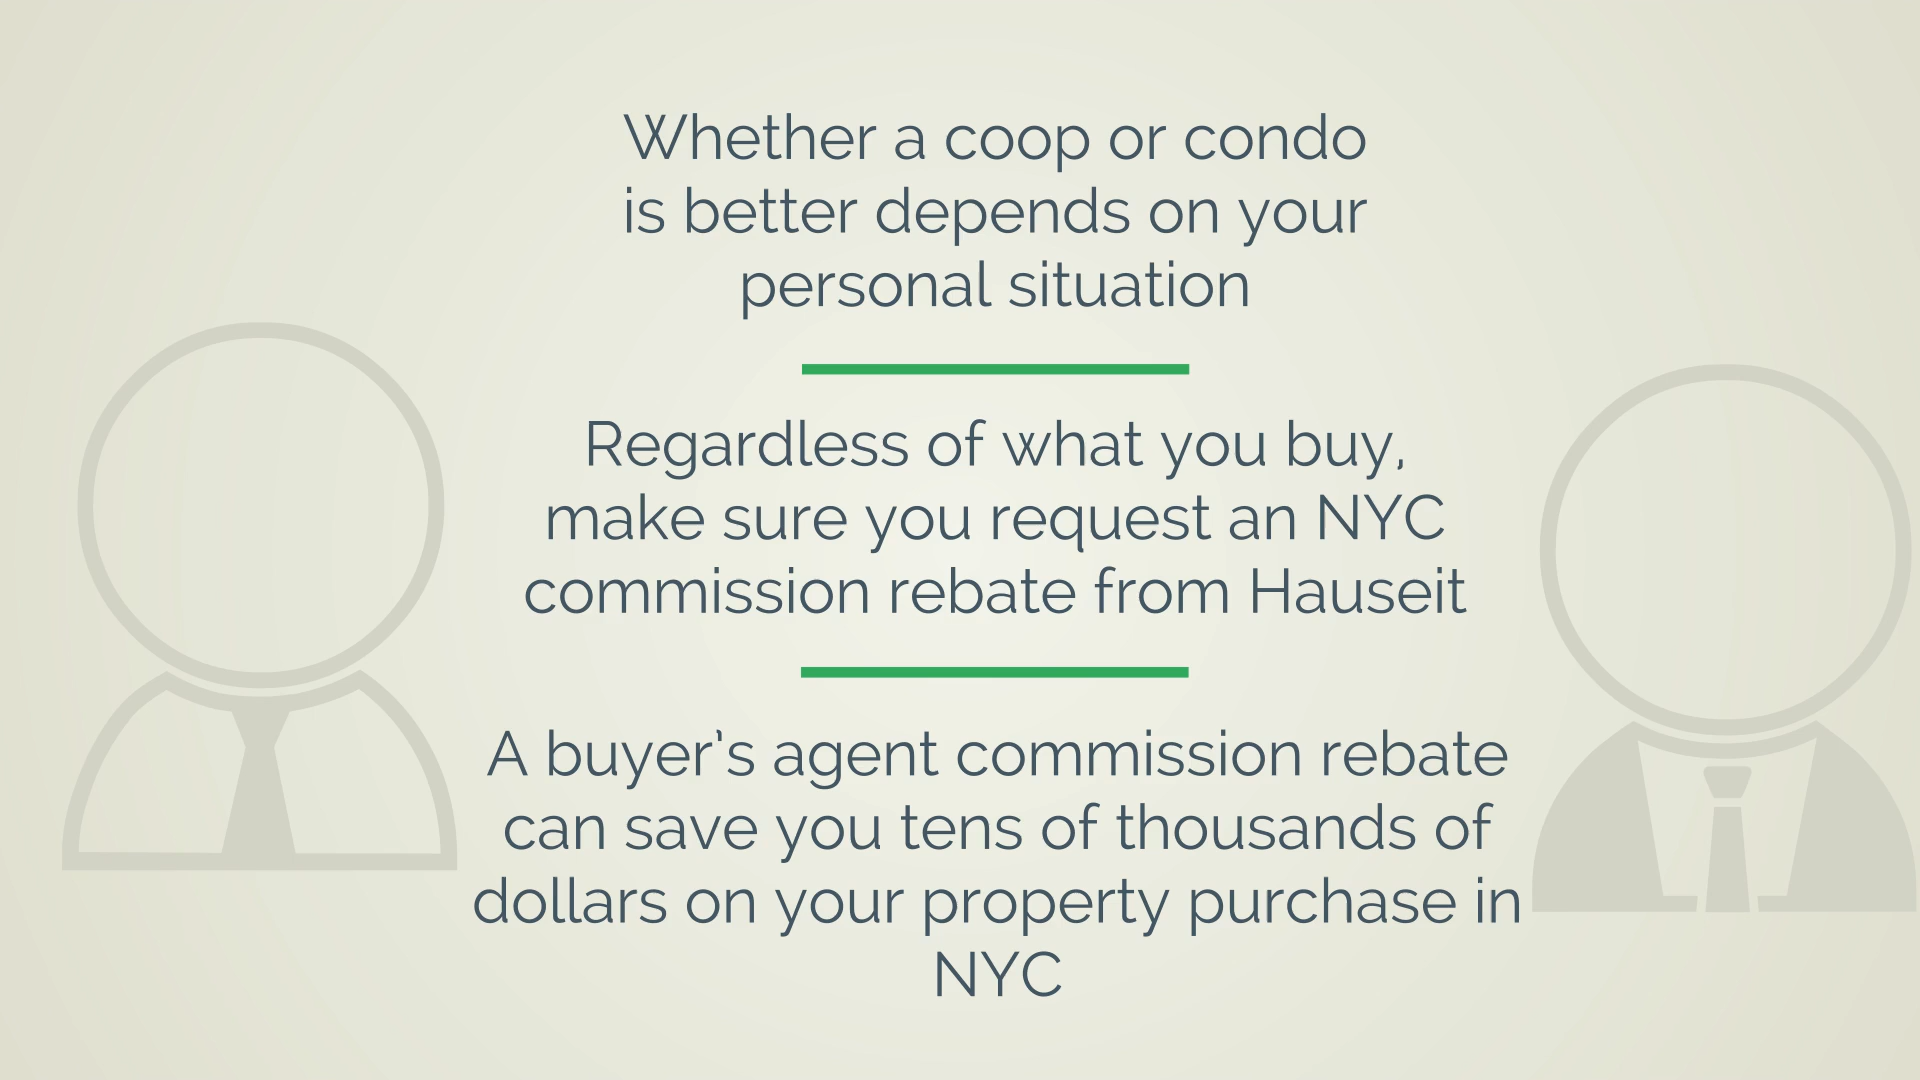 Whether a coop or condo
is better depends on your
personal situation
Regardless of what you buy,
make sure you request an NYC
commission rebate from Hauseit
A buyer's agent commission rebate
can save you tens of thousands of
dollars on your property purchase in
NYC